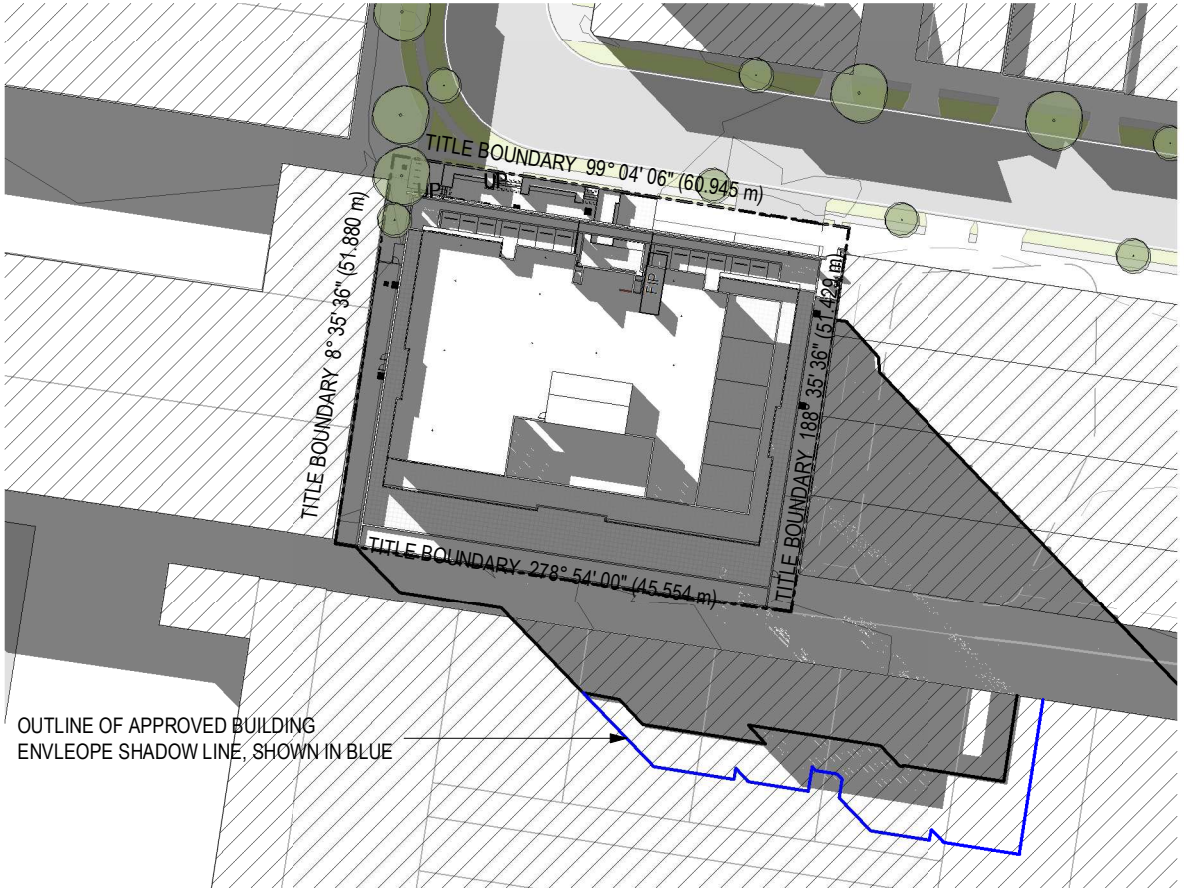 TITLE BOUNDARY 99° 04' 06" (60.945 m)
UP
UP
TITLE BOUNDARY 8° 35' 36" (51.880 m)
TITLE BOUNDARY 188° 35' 36" (51.429 m)
TITLE BOUNDARY 278° 54' 00" (45.554 m)
OUTLINE OF APPROVED BUILDING
ENVLEOPE SHADOW LINE, SHOWN IN BLUE